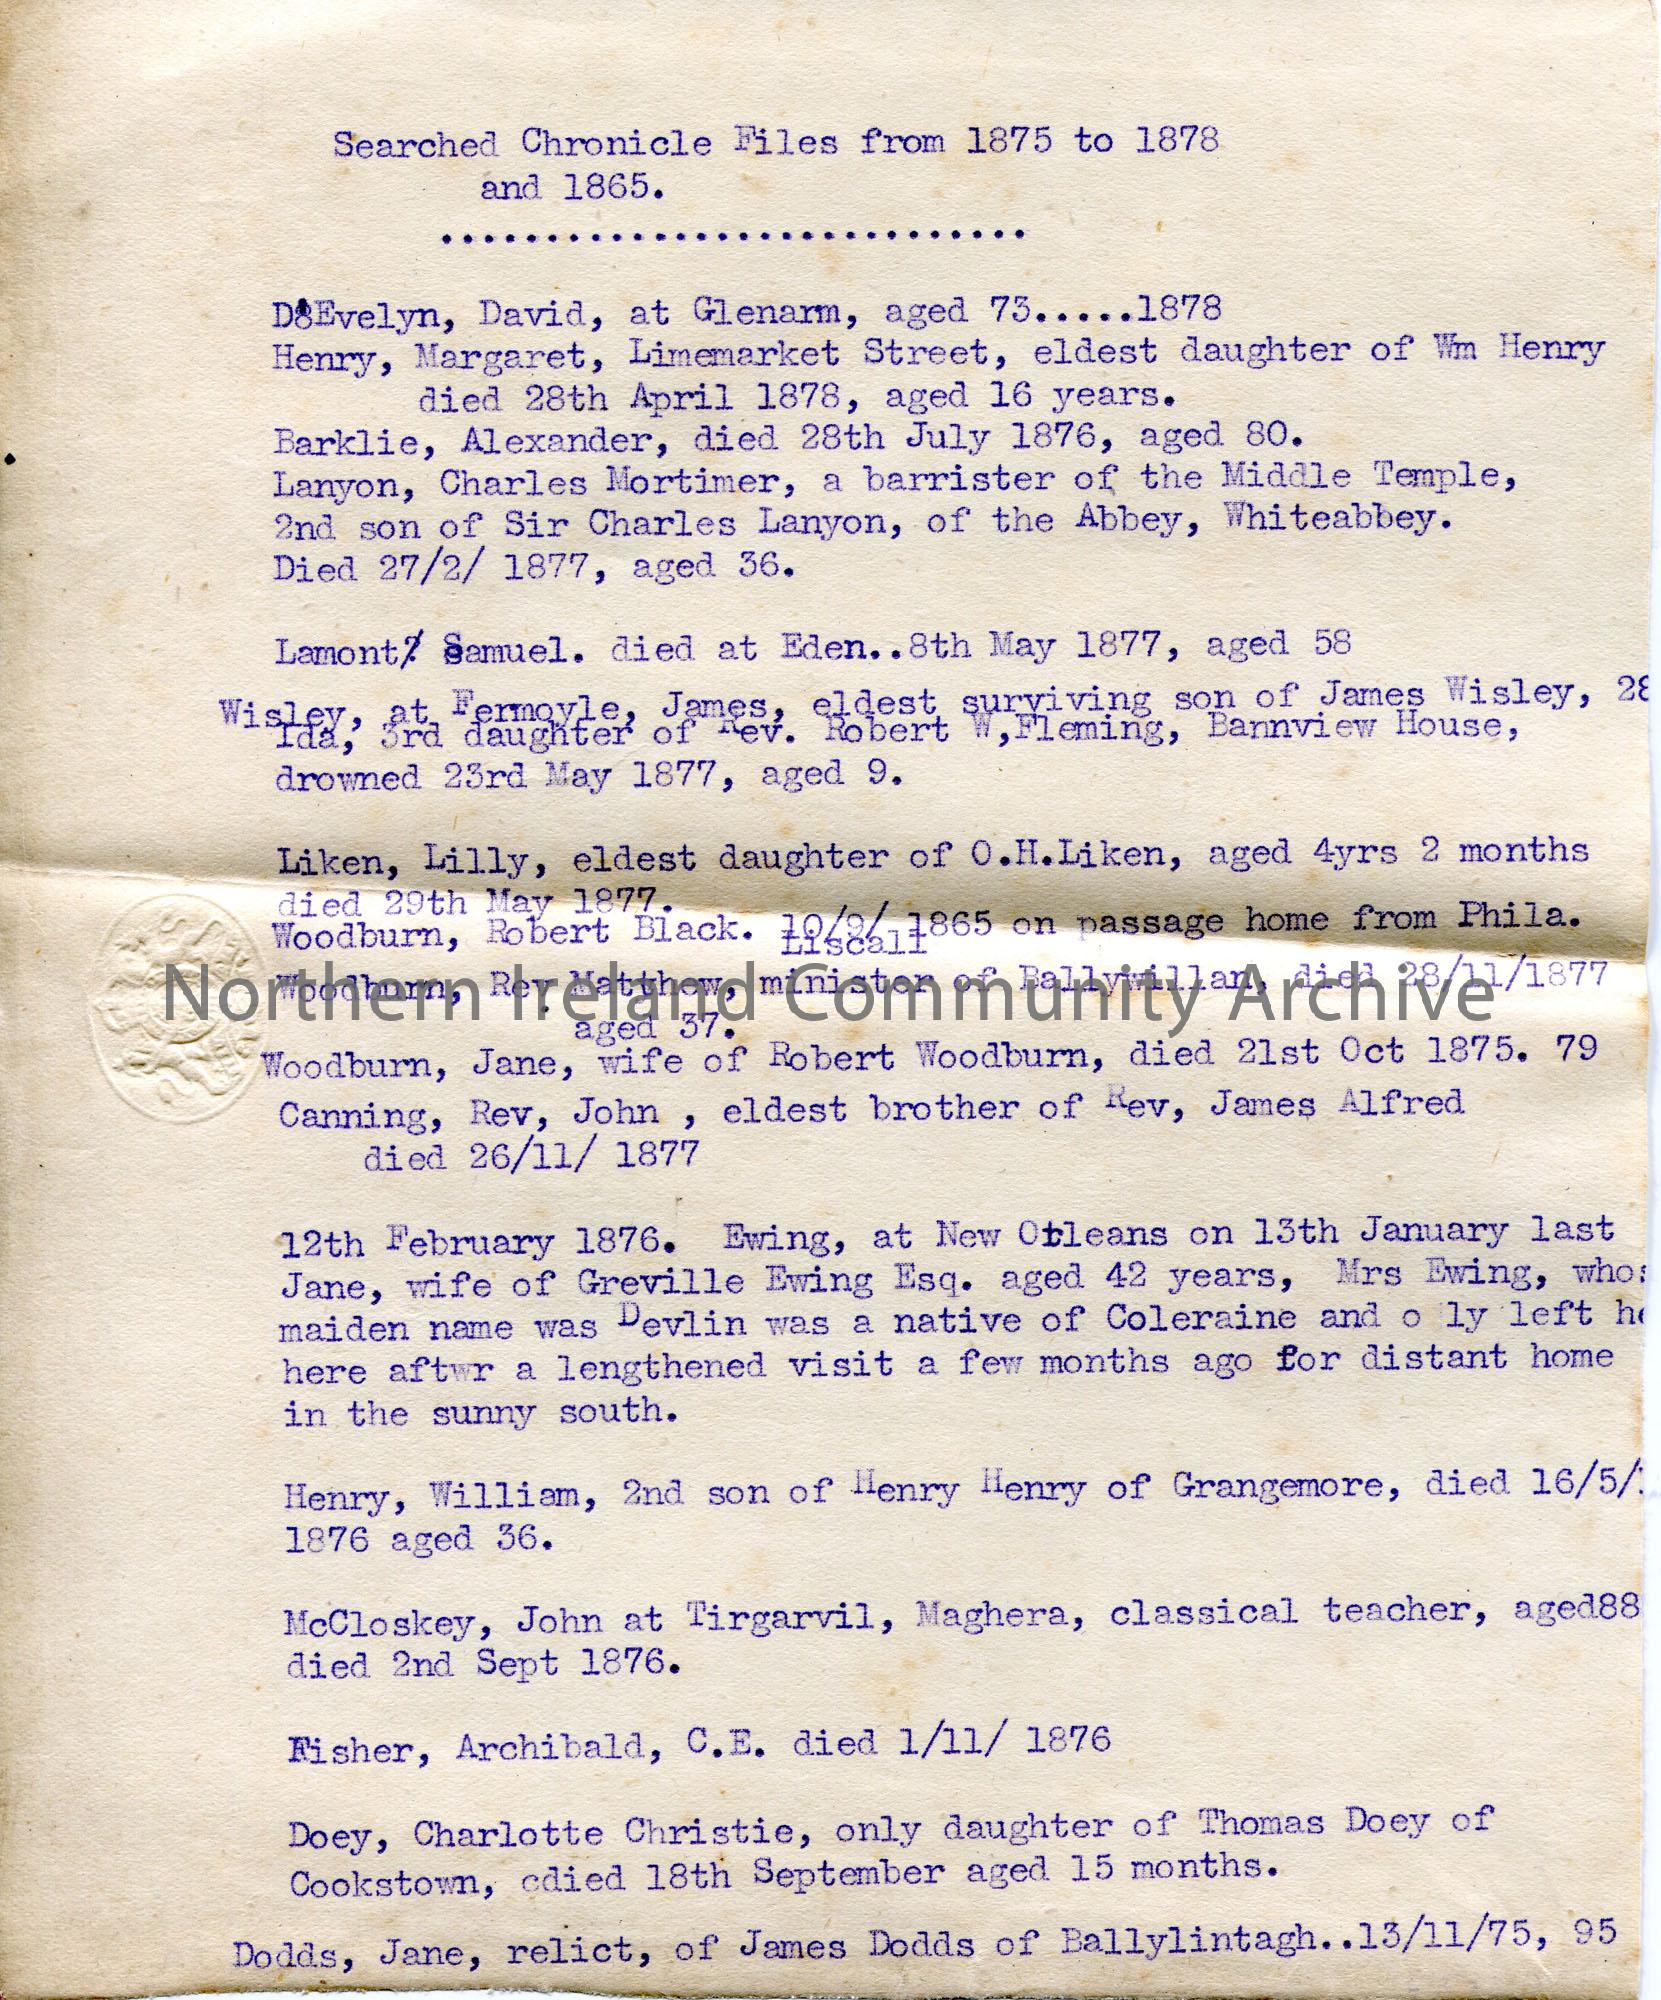 Searched Chronicle Files from 1875 to 1878
and 1865.
............................
DeEvelyn, David, at Glenarm, aged 73.....1878
Henry, Margaret, Limemarket Street, eldest daughter of Wm Henry
died 28th April 1878, aged 16 years.
Barklie, Alexander, died 28th July 1876, aged 80.
Lanyon, Charles Mortimer, a barrister of the Middle Temple,
2nd son of Sir Charles Lanyon, of the Abbey, Whiteabbey.
Died 27/2/ 1877, aged 36.
Lamont, Samuel. died at Eden..8th May 1877, aged 58
Wisley, at Fermoyle, James, eldest surviving son of James Wisley, 28
Ida, 3rd daughter of Rev. Robert W,Fleming, Bannview House,
drowned 23rd May 1877, aged 9.
Liken, Lilly, eldest daughter of O.H.Liken, aged 4yrs 2 months
died 29th May 1877.
Woodburn, Robert Black. 10/9/ 1865 on passage home from Phila.
Liscall
Woodburn, Rev Matthew, minister of Ballywillan, died 28/11/1877
Northern Ireland Community Archive
aged 37.
Woodburn, Jane, wife of Robert Woodburn, died 21st Oct 1875. 79
Canning, Rev, John , eldest brother of Rev, James Alfred
died 26/11/ 1877
12th February 1876. Ewing, at New Orleans on 13th January last
Jane, wife of Greville Ewing Esq. aged 42 years, Mrs Ewing, whos
maiden name was Devlin was a native of Coleraine and o ly left he
here aftwr a lengthened visit a few months ago for distant home
in the sunny south.
Henry, William, 2nd son of Henry Henry of Grangemore, died 16/5/
1876 aged 36.
McCloskey, John at Tirgarvil, Maghera, classical teacher, aged88
died 2nd Sept 1876.
Fisher, Archibald, C.E. died 1/11/ 1876
Doey, Charlotte Christie, only daughter of Thomas Doey of
Cookstown, cdied 18th September aged 15 months.
Dodds, Jane, relict, of James Dodds of Ballylintagh..13/11/75, 95